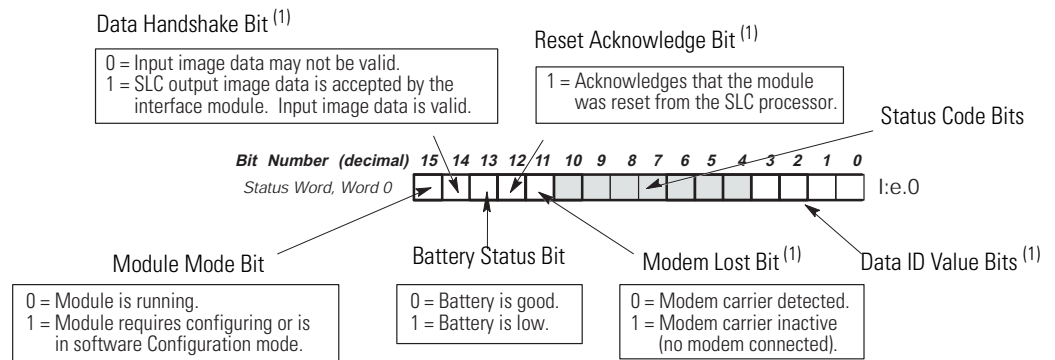 Data Handshake Bit (1)
0 = Input image data may not be valid.
1 = SLC output image data is accepted by the
interface module. Input image data is valid.
Reset Acknowledge Bit (1)
1 = Acknowledges that the module
was reset from the SLC processor.
Status Code Bits
Bit Number (decimal) 15 14 13 12 11 10 9 8 7 6 5 4 3 2 1 0
Status Word, Word 0
I:e.0
Module Mode Bit
0 = Module is running.
1 = Module requires configuring or is
in software Configuration mode.
Battery Status Bit
0 = Battery is good.
1 = Battery is low.
Modem Lost Bit (1)
0 = Modem carrier detected.
1 = Modem carrier inactive
(no modem connected).
Data ID Value Bits (1)